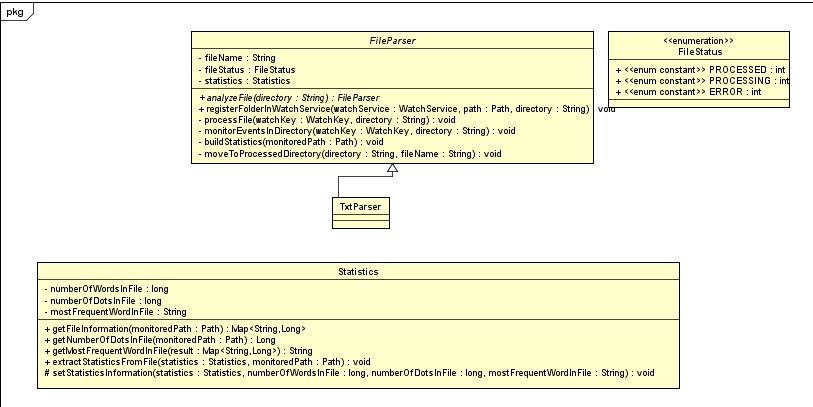 pkg
FileParser
- fileName : String
- fileStatus : FileStatus
- statistics : Statistics
+ analyzeFile(directory : String) : FileParser
+ registerFolderInWatchService(watchService : WatchService, path : Path, directory : String) : void
- processFile(watchKey : WatchKey, directory : String) : void
- monitorEventsInDirectory(watchKey : WatchKey, directory : String) : void
- buildStatistics(monitoredPath : Path) : void
- moveToProcessedDirectory(directory : String, fileName : String) : void
<<enumeration>>
FileStatus
+ <<enum constant>> PROCESSED : int
+ <<enum constant>> PROCESSING : int
+ <<enum constant>> ERROR : int
TxtParser
Statistics
- numberOfWordsInFile : long
- numberOfDotsInFile : long
- mostFrequentWordInFile : String
+ getFileInformation(monitoredPath : Path) : Map<String,Long>
+ getNumberOfDotsInFile(monitoredPath : Path) : Long
+ getMostFrequentWordInFile(result : Map<String,Long>) : String
+ extractStatisticsFromFile(statistics : Statistics, monitoredPath : Path) : void
# setStatisticsInformation(statistics : Statistics, numberOfWordsInFile : long, numberOfDotsInFile : long, mostFrequentWordInFile : String) : void